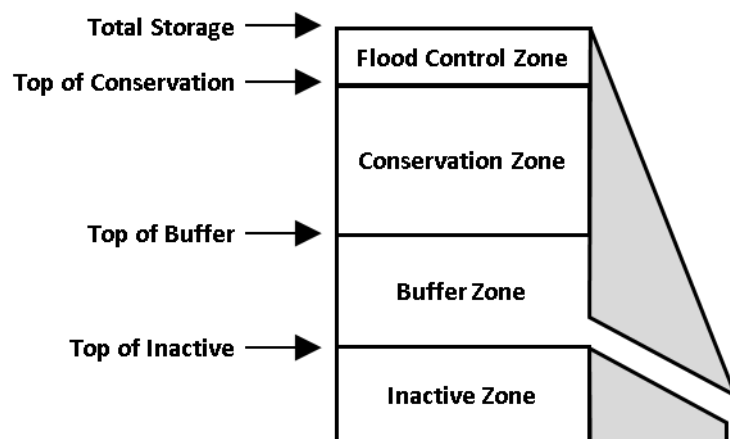 Total Storage
Flood Control Zone
Top of Conservation
Conservation Zone
Top of Buffer
Buffer Zone
Top of Inactive
Inactive Zone